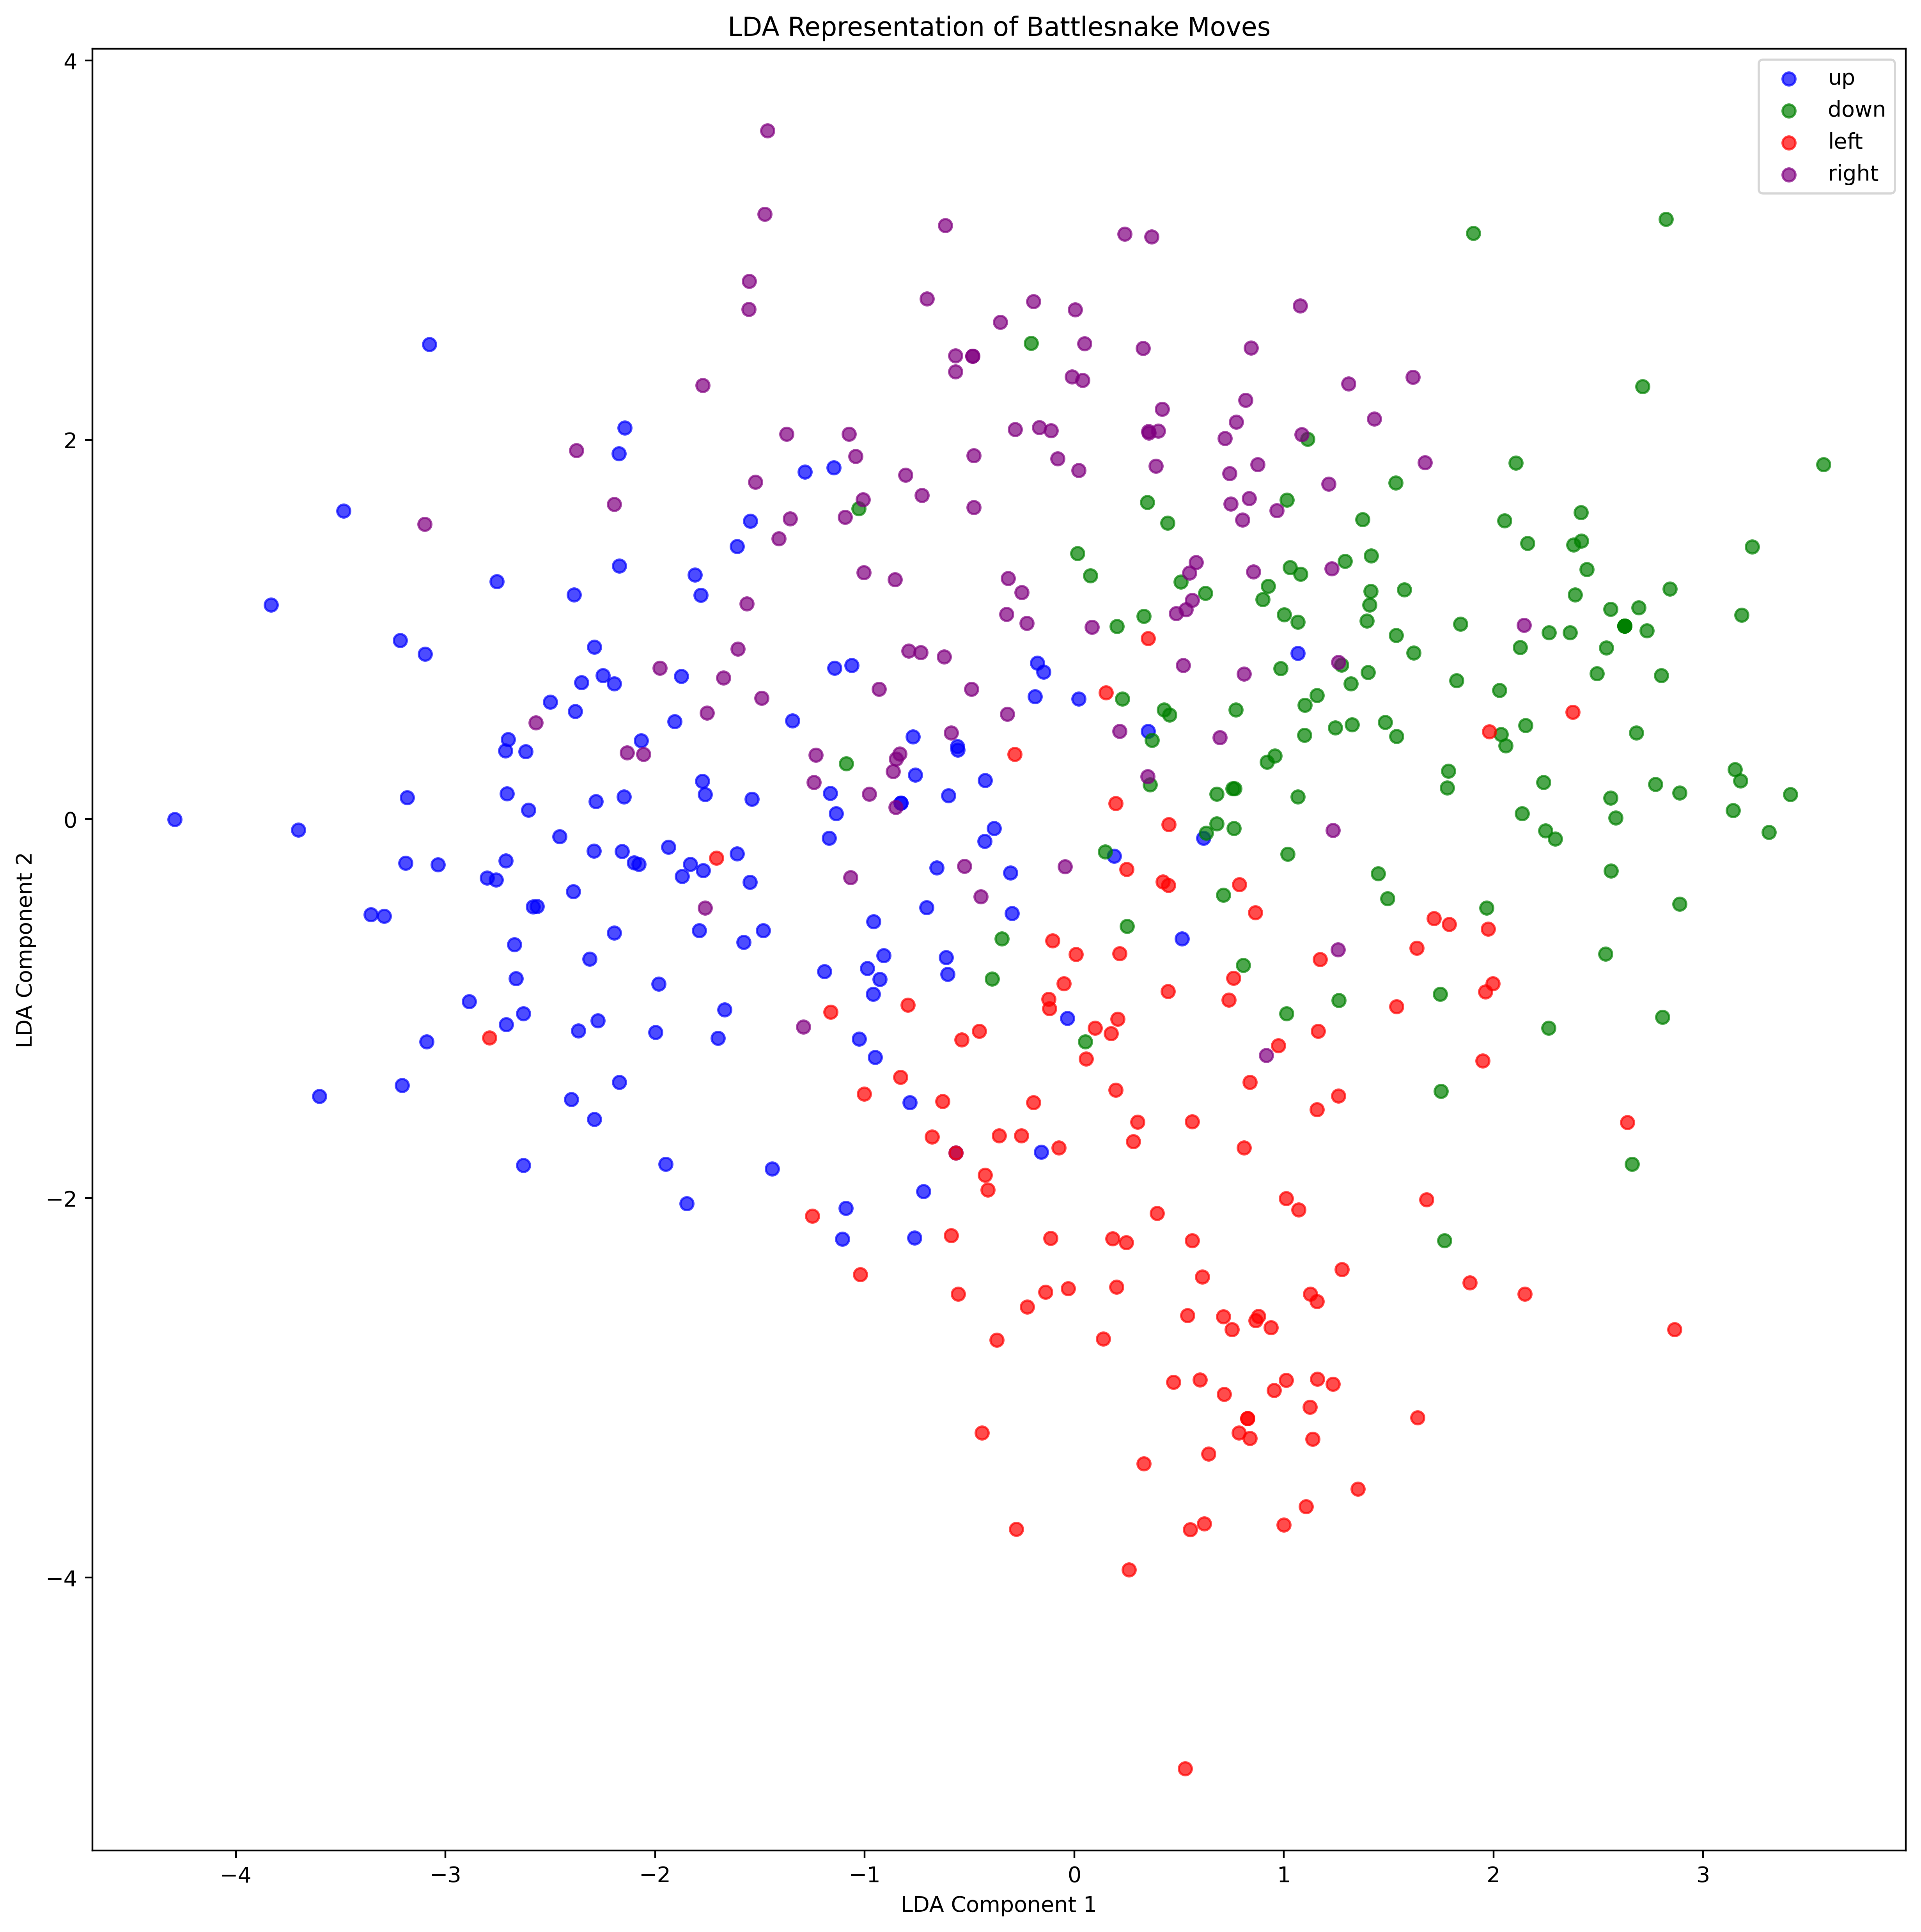 LDA Representation of Battlesnake Moves
up
down
left
right
4
2
0
−2
−4
LDA Component 2
−4
−3
−2
−1
0
1
2
3
LDA Component 1